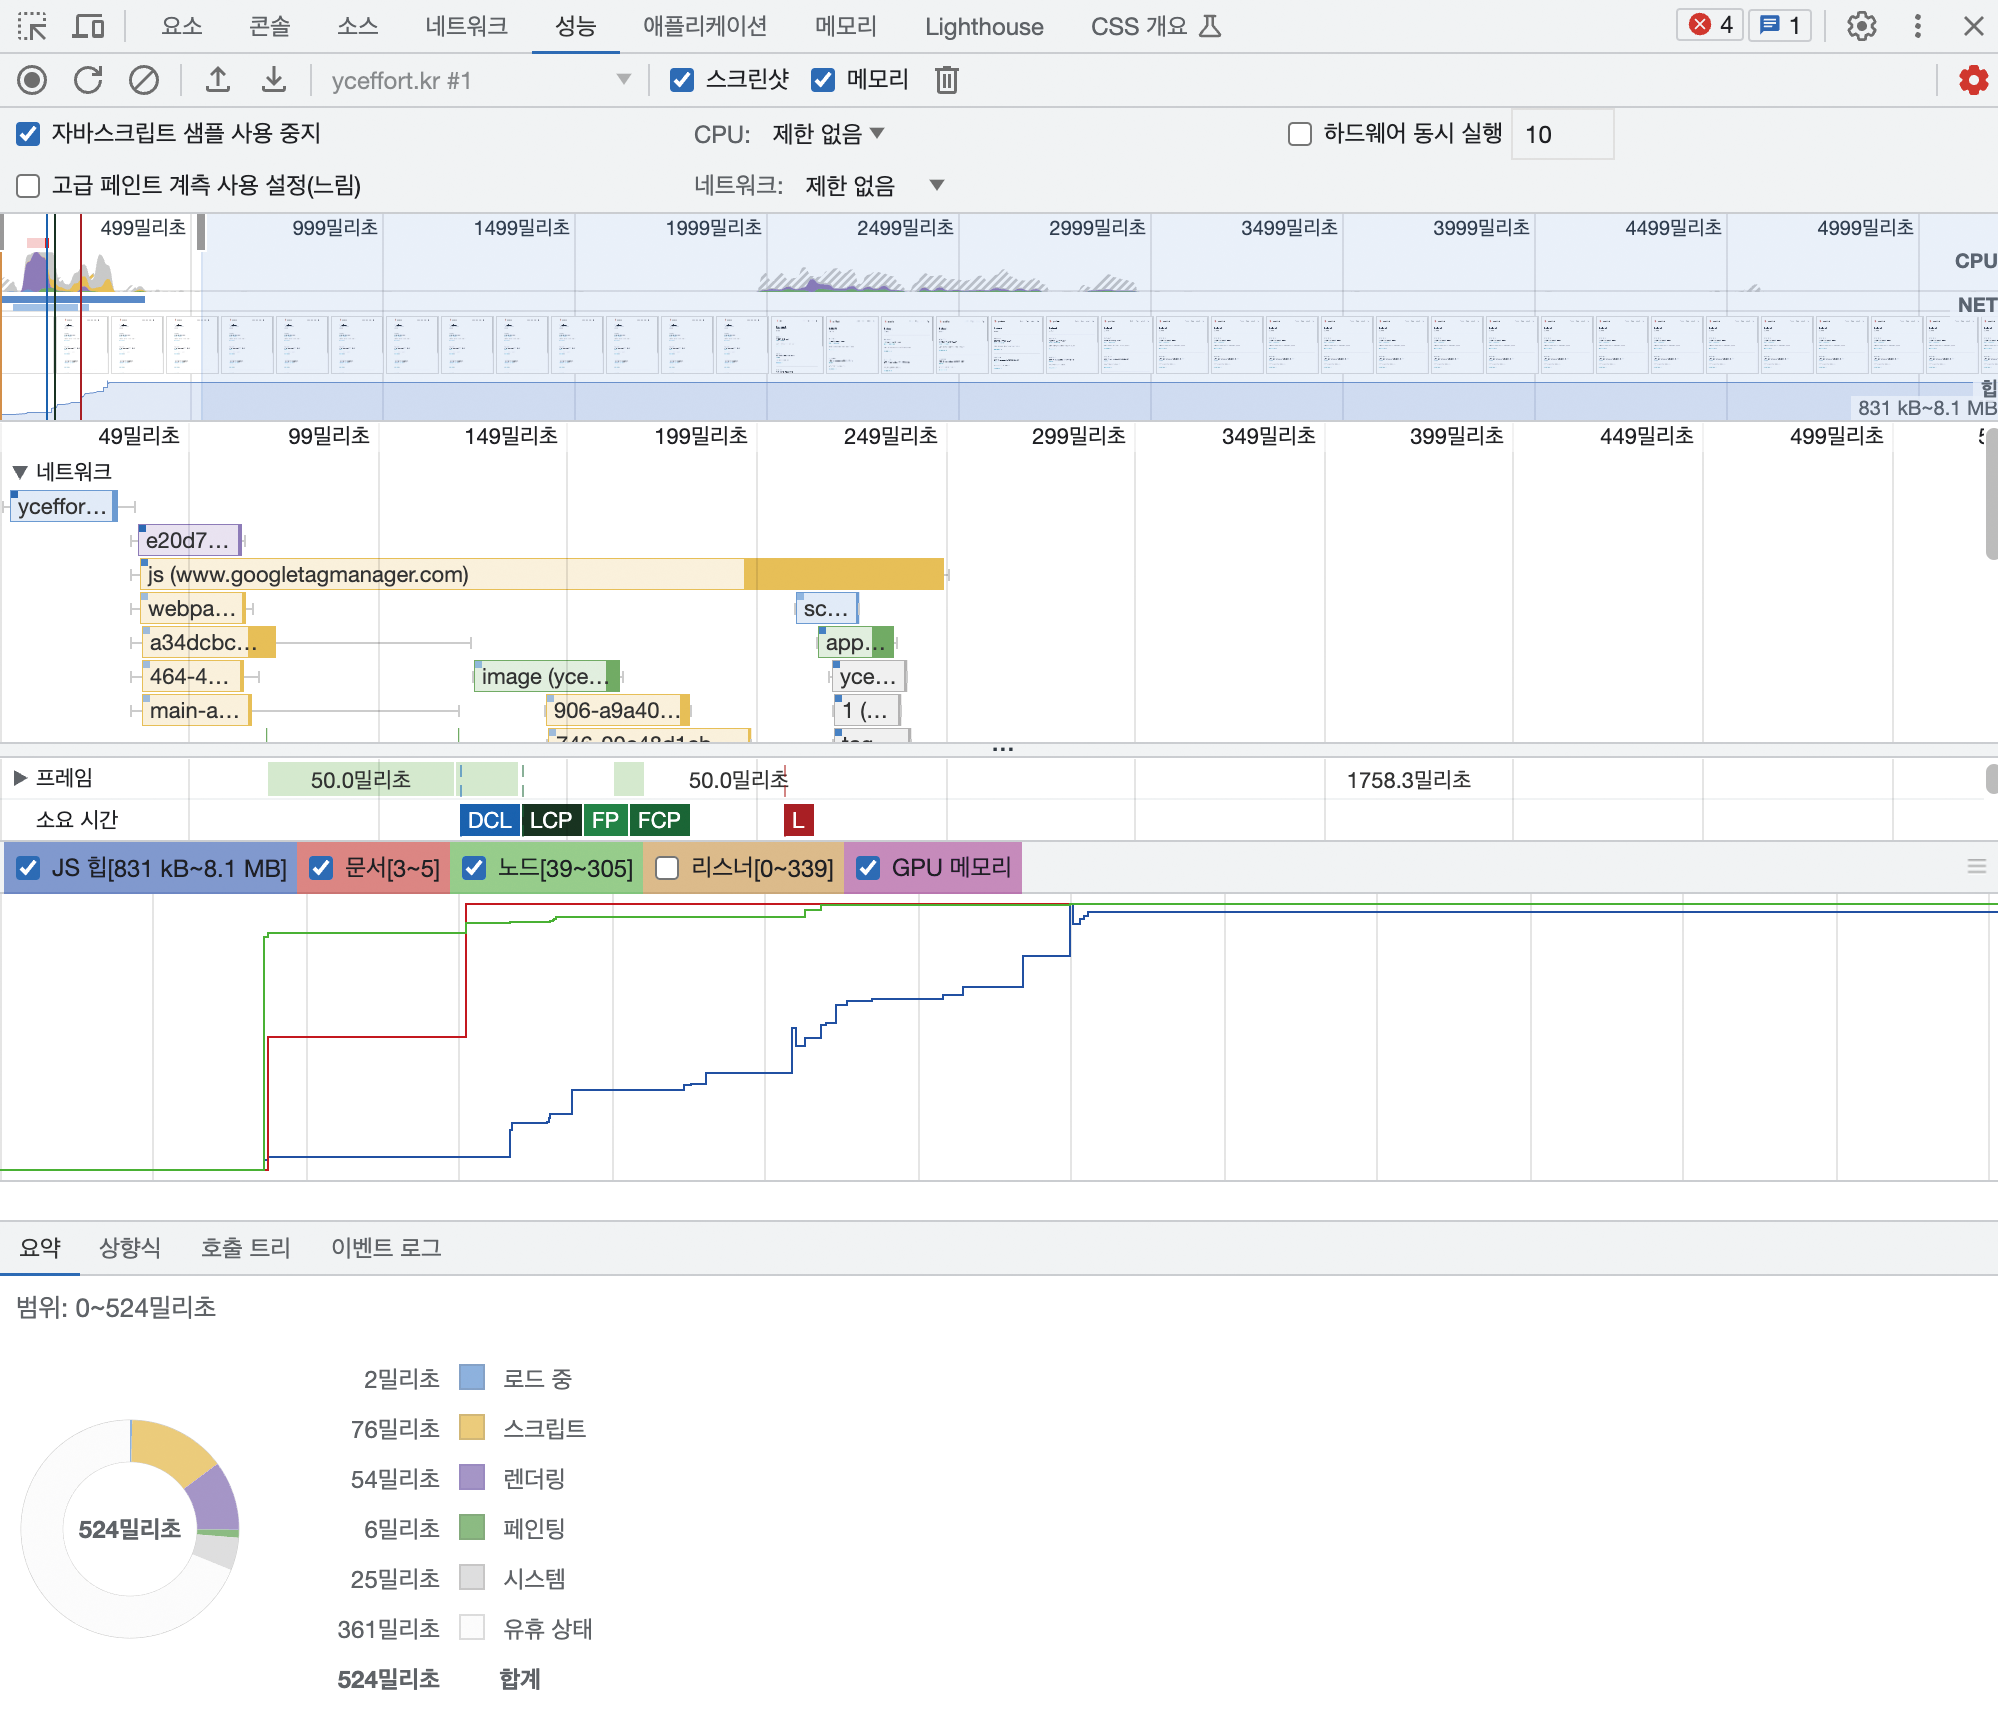 요소 콘솔 소스 네트워크 성능 애플리케이션 메모리 Lighthouse CSS 개요 4 1
yceffort.kr #1 스크린샷 메모리
자바스크립트 샘플 사용 중지 CPU: 제한 없음 하드웨어 동시 실행 10
고급 페인트 계측 사용 설정(느림) 네트워크: 제한 없음
499밀리초 999밀리초 1499밀리초 1999밀리초 2499밀리초 2999밀리초 3499밀리초 3999밀리초 4499밀리초 4999밀리초
CPU
NET
힙
831 kB~8.1 MB
49밀리초 99밀리초 149밀리초 199밀리초 249밀리초 299밀리초 349밀리초 399밀리초 449밀리초 499밀리초
네트워크
yceffor...
e20d7...
js (www.googletagmanager.com)
webpa... sc...
a34dcbc... app...
464-4... image (yce... yce...
main-a... 906-a9a40... 1 (...
...
프레임 50.0밀리초 50.0밀리초 1758.3밀리초
소요 시간 DCL LCP FP FCP L
JS 힙[831 kB~8.1 MB] 문서[3~5] 노드[39~305] 리스너[0~339] GPU 메모리
요약 상향식 호출 트리 이벤트 로그
범위: 0~524밀리초
2밀리초 로드 중
76밀리초 스크립트
54밀리초 렌더링
524밀리초
6밀리초 페인팅
25밀리초 시스템
361밀리초 유휴 상태
524밀리초 합계